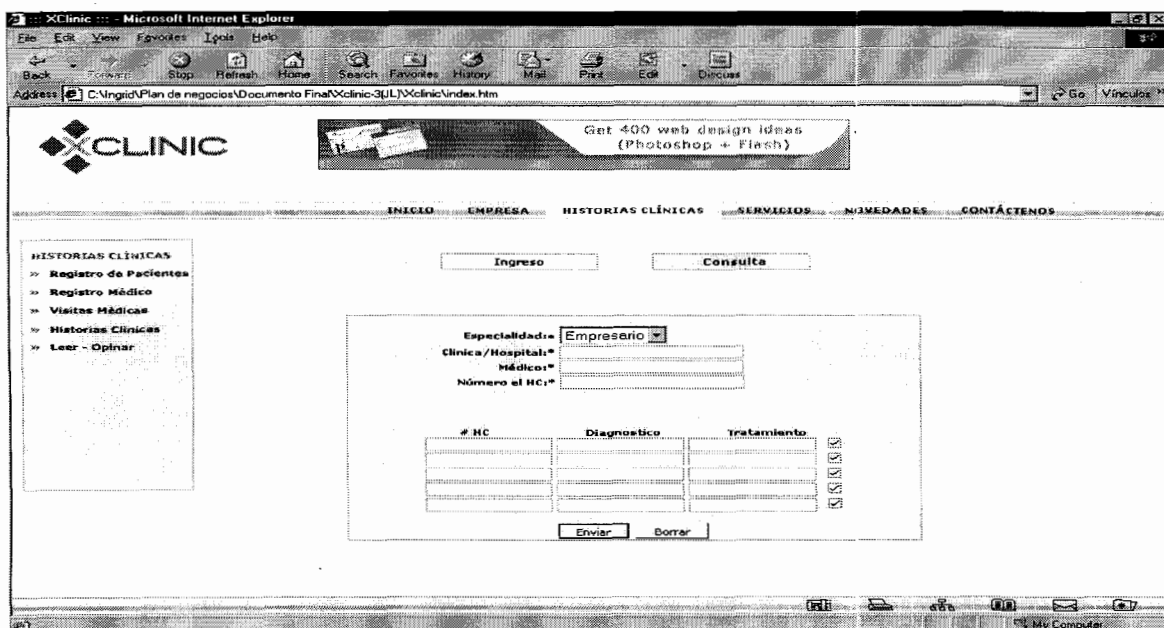 ::: XClinic ::: - Microsoft Internet Explorer
File Edit View Favorites Tools Help
Back Forward Stop Refresh Home Search Favorites History Mail Print Edit Discuss
Address C:\Ingrid\Plan de negocios\Documento Final\Xclinic-3(JL)\Xclinic\index.htm Go Vínculos »
XCLINIC
Get 400 web design ideas
(Photoshop + Flash)
INICIO EMPRESA HISTORIAS CLÍNICAS SERVICIOS NOVEDADES CONTÁCTENOS
HISTORIAS CLÍNICAS
» Registro de Pacientes
» Registro Médico
» Visitas Médicas
» Historias Clínicas
» Leer - Opinar
Ingreso Consulta
Especialidad:* Empresario
Clinica/Hospital:*
Médico:*
Número el HC:*
# HC Diagnostico Tratamiento
Enviar Borrar
My Computer